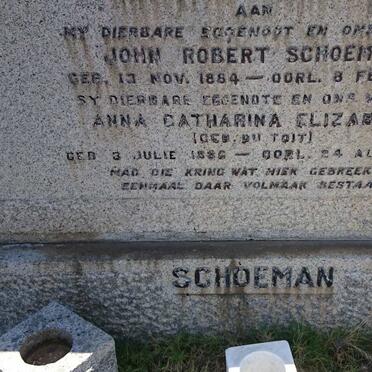 AAN
MY DIERBARE EGGENOOT EN ON
JOHN ROBERT SCHOEM
GEB. 13 NOV. 1884 — OORL. 8 FE
SY DIERBARE EGGENOTE EN ONS M
ANNA CATHARINA ELIZAB
(GEB. DU TOIT)
GEB 3 JULIE 1886 — OORL. 24 AU
MAG DIE KRING WAT HIER GEBREEK
EENMAAL DAAR VOLMAAK BESTAA
SCHOEMAN